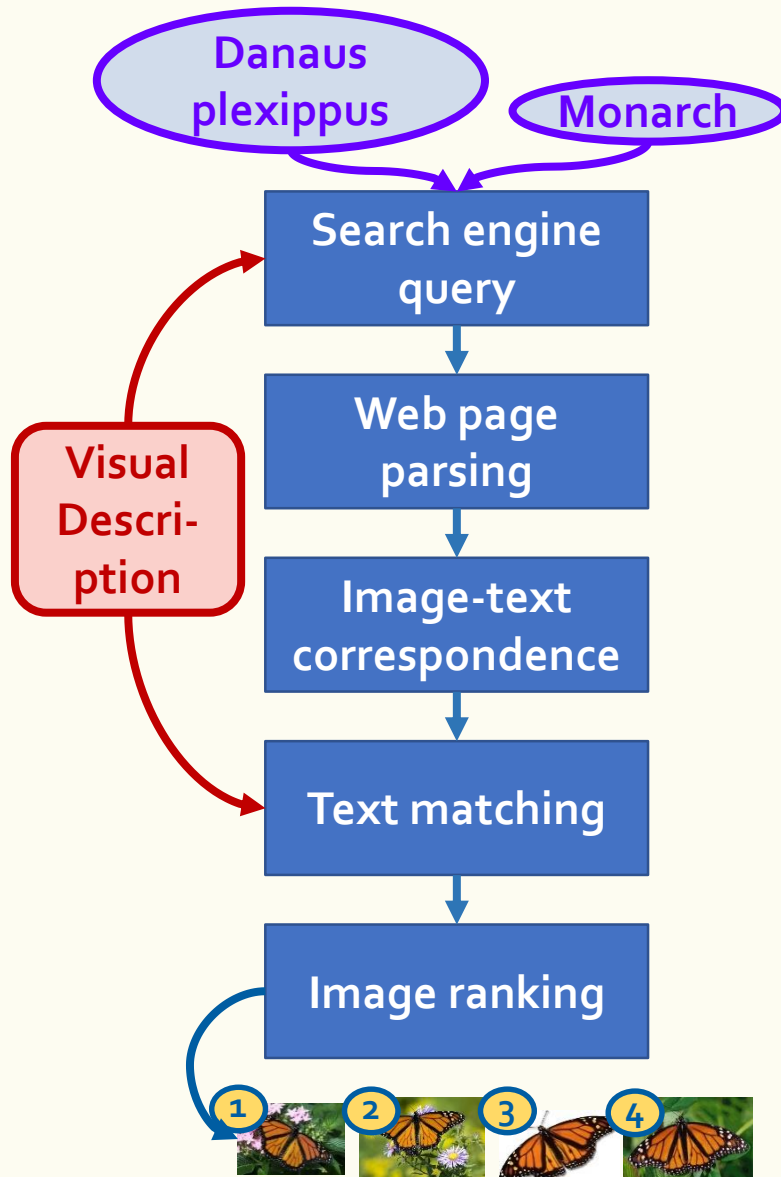 Danaus
plexippus
Monarch
Search engine
query
Web page
parsing
Visual
Descri-
ption
Image-text
correspondence
Text matching
Image ranking
1
2
3
4